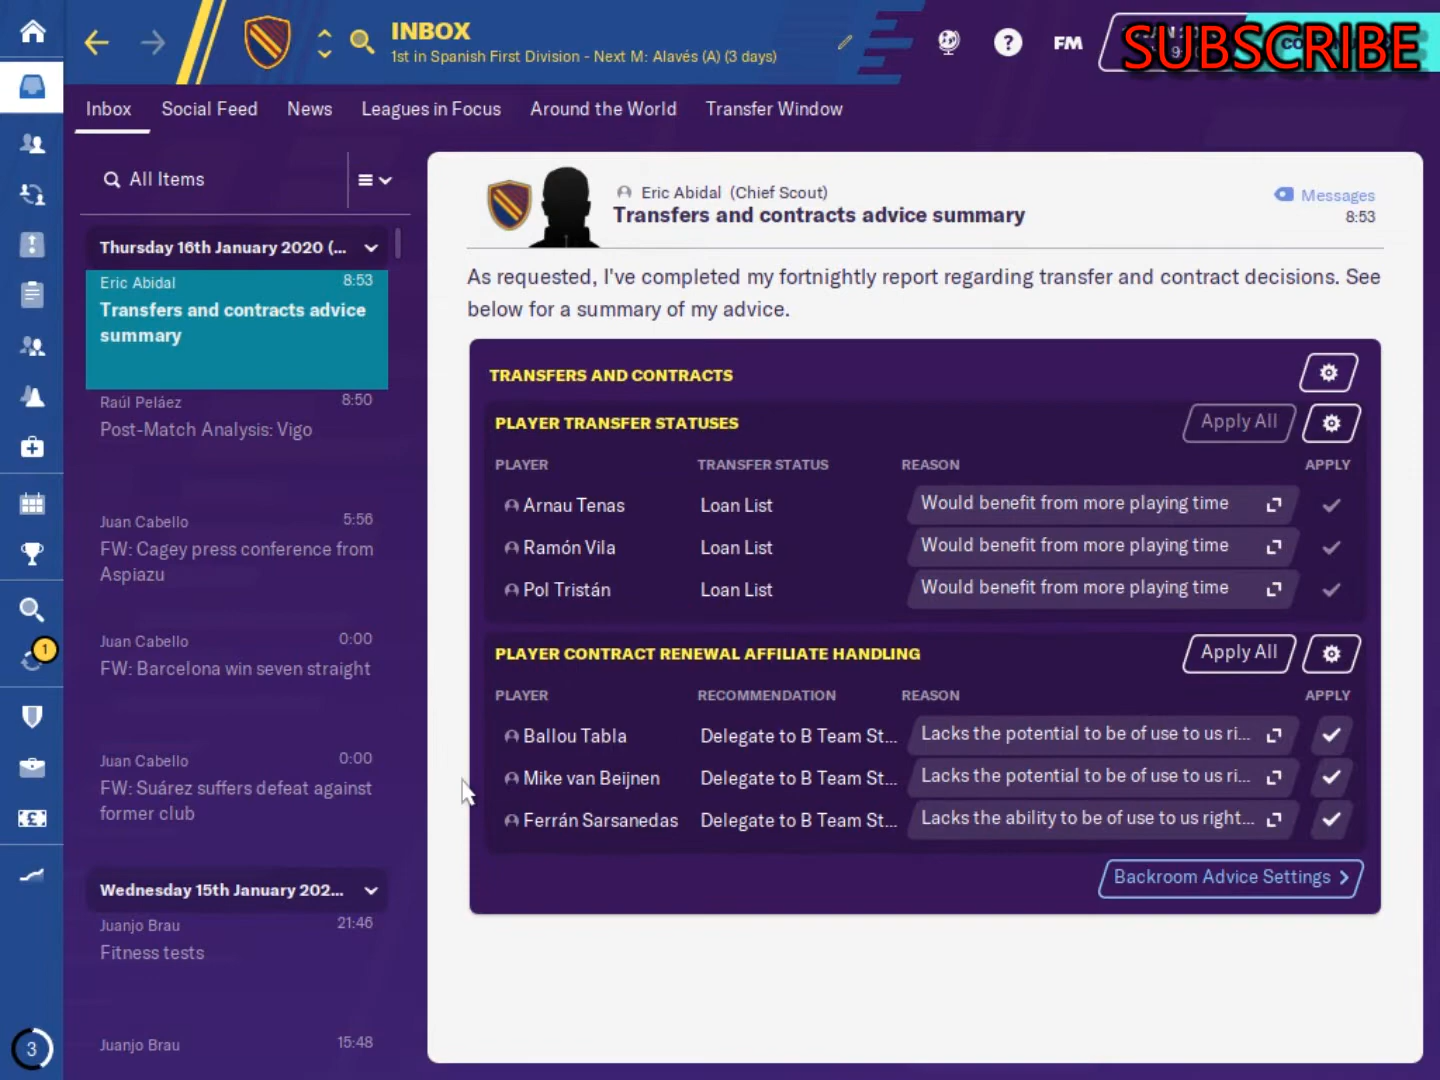 INBOX
1st in Spanish First Division - Next M: Alavés (A) (3 days)
?
FM
SUBSCRIBE
Inbox
Social Feed
News
Leagues in Focus
Around the World
Transfer Window
All Items
Thursday 16th January 2020 (...
Eric Abidal
8:53
Transfers and contracts advice
summary
Raúl Peláez
8:50
Post-Match Analysis: Vigo
Juan Cabello
5:56
FW: Cagey press conference from
Aspiazu
Juan Cabello
0:00
FW: Barcelona win seven straight
Juan Cabello
0:00
FW: Suárez suffers defeat against
former club
Wednesday 15th January 202...
Juanjo Brau
21:46
Fitness tests
Juanjo Brau
15:48
1
3
Eric Abidal (Chief Scout)
Transfers and contracts advice summary
Messages
8:53
As requested, I've completed my fortnightly report regarding transfer and contract decisions. See
below for a summary of my advice.
TRANSFERS AND CONTRACTS
PLAYER TRANSFER STATUSES
Apply All
PLAYER TRANSFER STATUS REASON APPLY
Arnau Tenas Loan List Would benefit from more playing time
Ramón Vila Loan List Would benefit from more playing time
Pol Tristán Loan List Would benefit from more playing time
PLAYER CONTRACT RENEWAL AFFILIATE HANDLING
Apply All
PLAYER RECOMMENDATION REASON APPLY
Ballou Tabla Delegate to B Team St... Lacks the potential to be of use to us ri...
Mike van Beijnen Delegate to B Team St... Lacks the potential to be of use to us ri...
Ferrán Sarsanedas Delegate to B Team St... Lacks the ability to be of use to us right...
Backroom Advice Settings